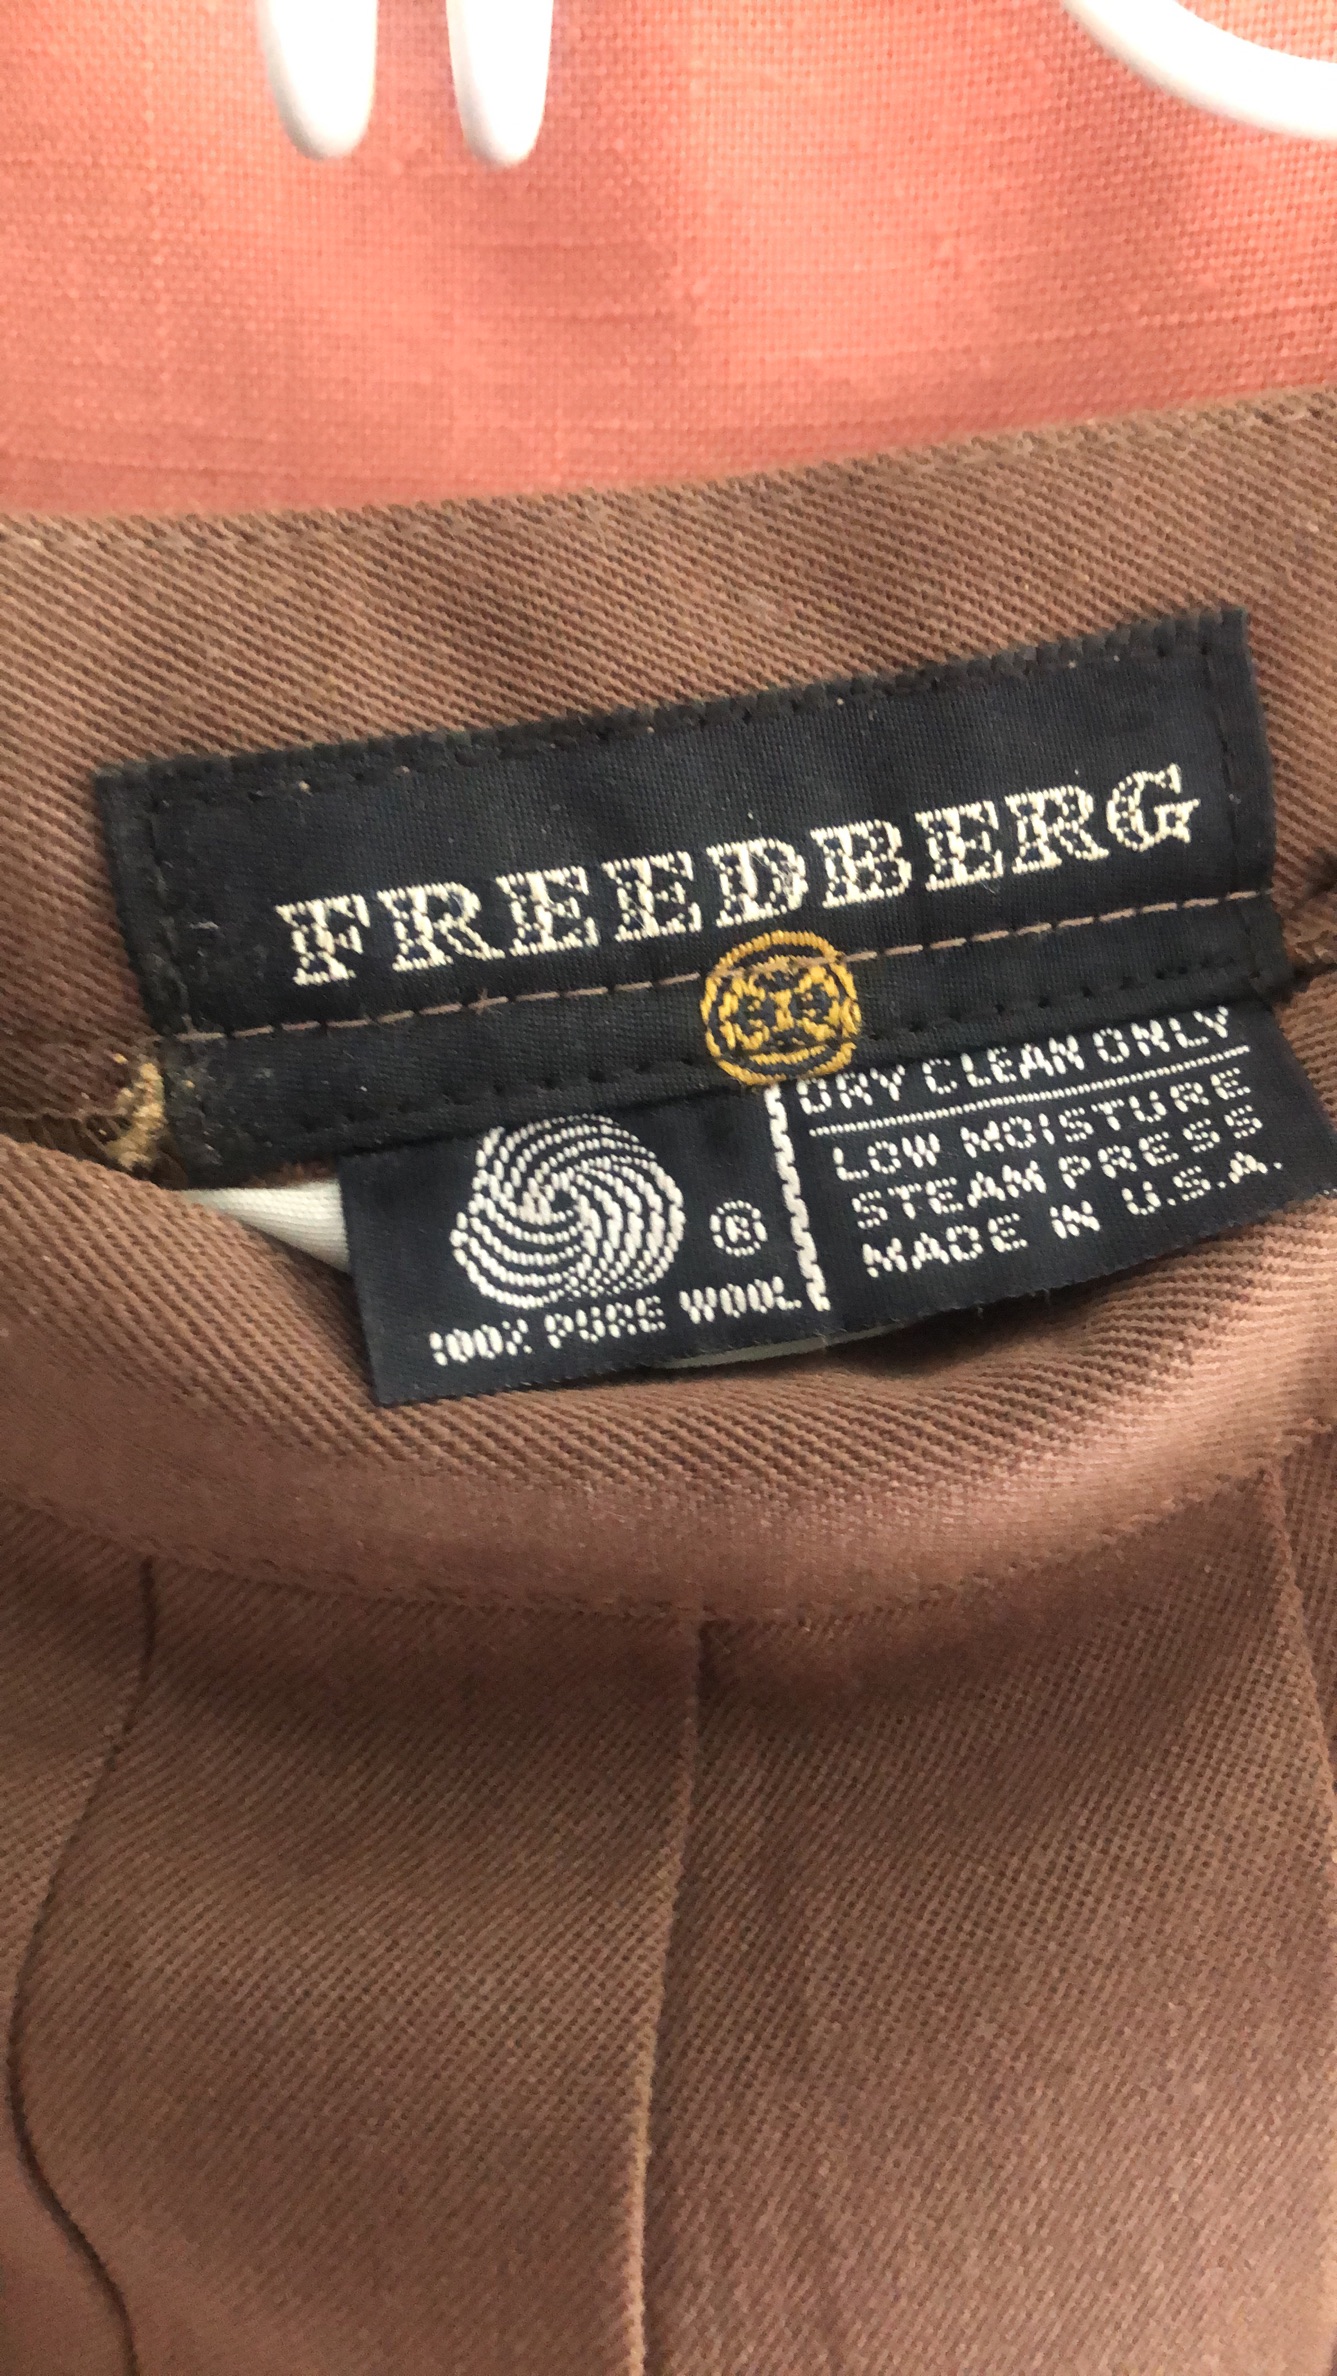 FREEDBERG
®
100% PURE WOOL
DRY CLEAN ONLY
LOW MOISTURE
STEAM PRESS
MADE IN U.S.A.